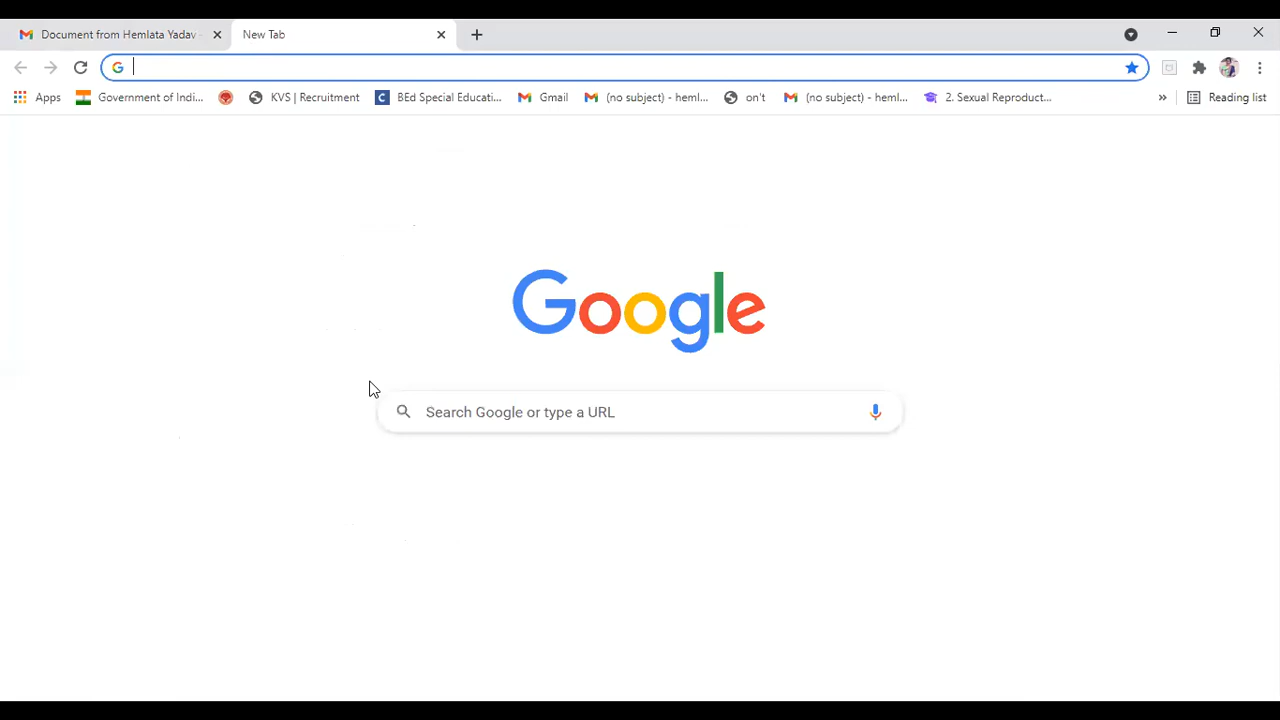 Document from Hemlata Yadav -
New Tab
Apps
Government of Indi...
KVS | Recruitment
BEd Special Educati...
Gmail
(no subject) - heml...
on't
(no subject) - heml...
2. Sexual Reproduct...
»
Reading list
Google
Search Google or type a URL